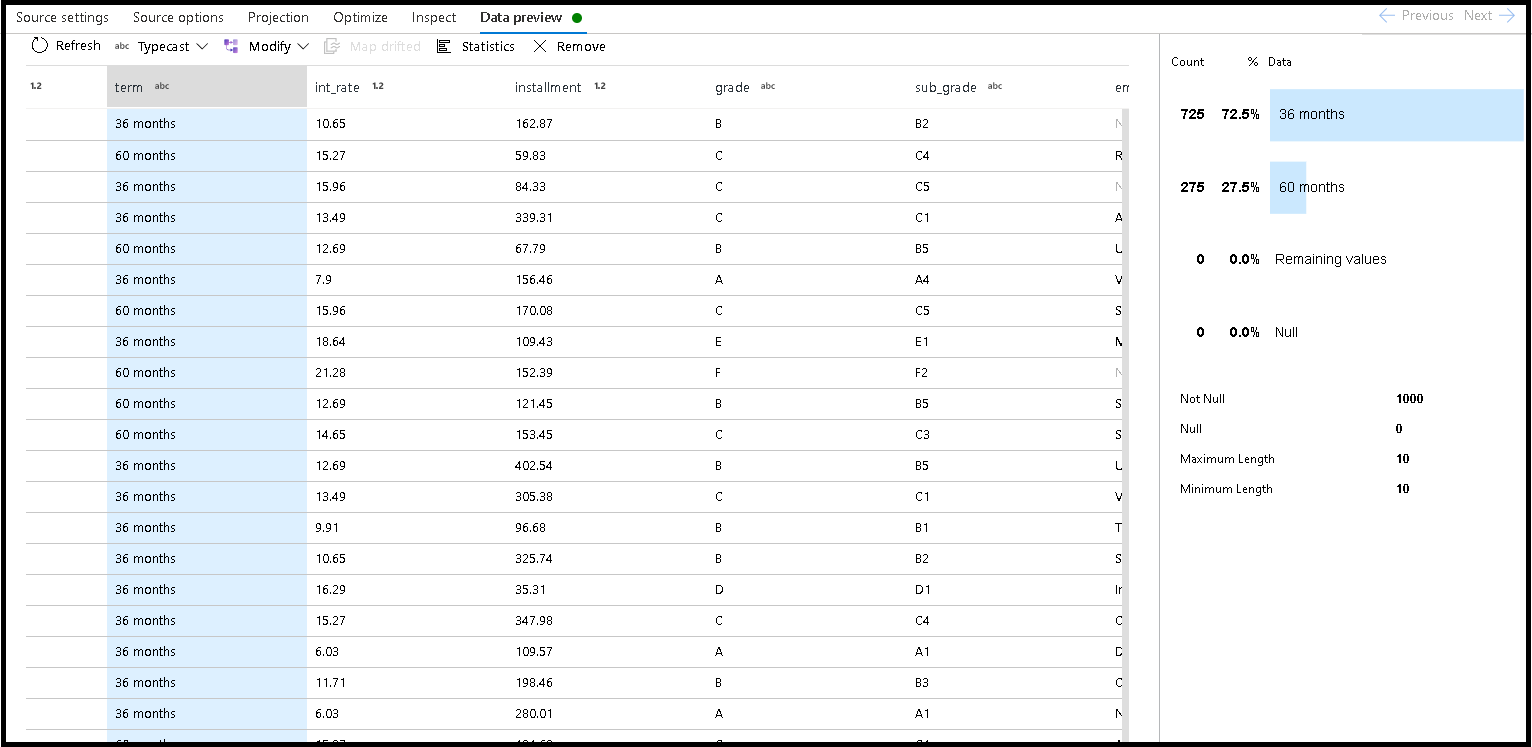 Source settings Source options Projection Optimize Inspect Data preview Previous Next
Refresh abc Typecast Modify Map drifted Statistics Remove
1.2 term abc int_rate 1.2 installment 1.2 grade abc sub_grade abc em
36 months 10.65 162.87 B B2 N
60 months 15.27 59.83 C C4 R
36 months 15.96 84.33 C C5 N
36 months 13.49 339.31 C C1 A
60 months 12.69 67.79 B B5 U
36 months 7.9 156.46 A A4 V
60 months 15.96 170.08 C C5 S
36 months 18.64 109.43 E E1 M
60 months 21.28 152.39 F F2 N
60 months 12.69 121.45 B B5 S
60 months 14.65 153.45 C C3 S
36 months 12.69 402.54 B B5 U
36 months 13.49 305.38 C C1 V
36 months 9.91 96.68 B B1 T
36 months 10.65 325.74 B B2 S
36 months 16.29 35.31 D D1 In
36 months 15.27 347.98 C C4 C
36 months 6.03 109.57 A A1 D
36 months 11.71 198.46 B B3 C
36 months 6.03 280.01 A A1 N
Count % Data
725 72.5% 36 months
275 27.5% 60 months
0 0.0% Remaining values
0 0.0% Null
Not Null 1000
Null 0
Maximum Length 10
Minimum Length 10